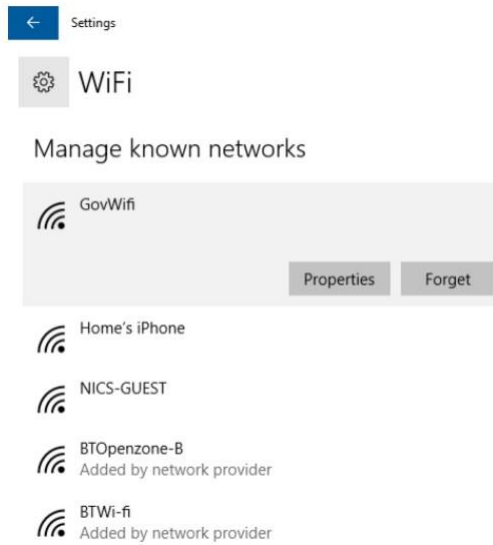 Settings
WiFi
Manage known networks
GovWifi
Properties Forget
Home's iPhone
NICS-GUEST
BTOpenzone-B
Added by network provider
BTWi-fi
Added by network provider